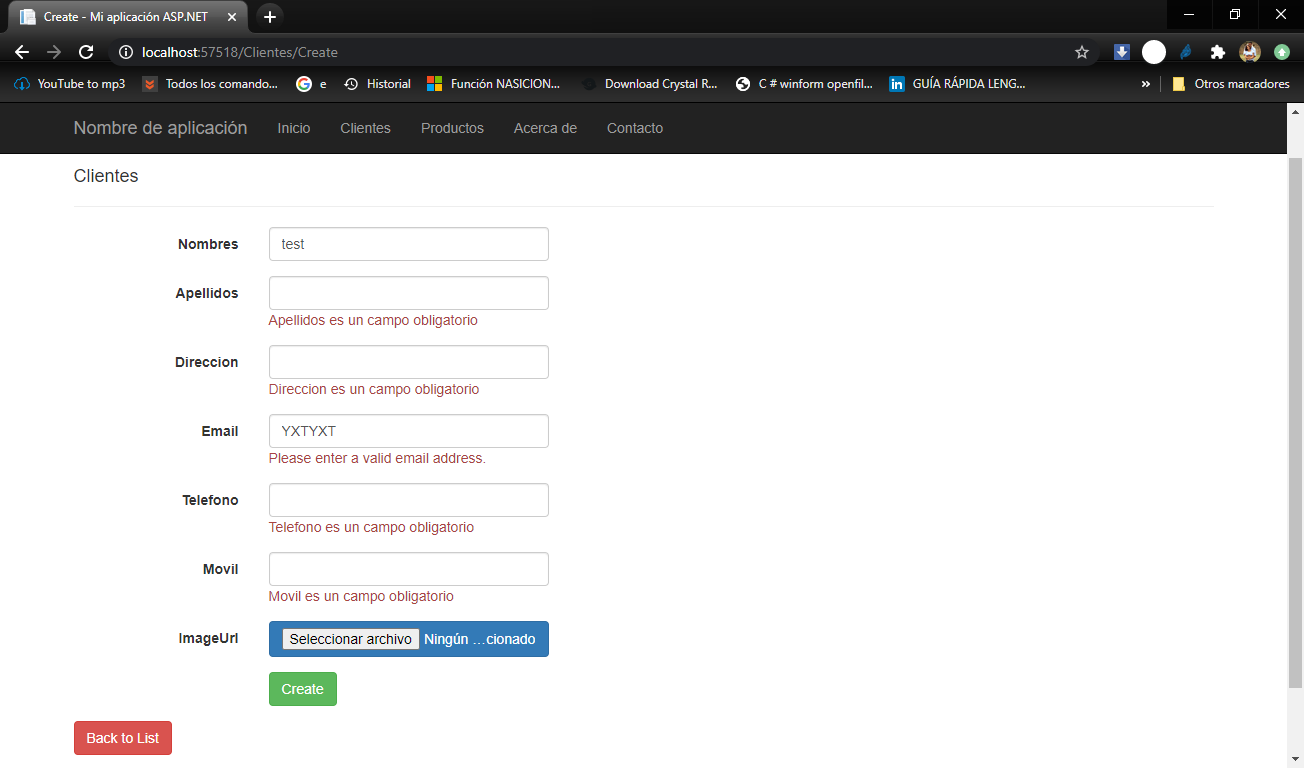 Create - Mi aplicación ASP.NET
localhost:57518/Clientes/Create
YouTube to mp3 Todos los comando... e Historial Función NASICION... Download Crystal R... C # winform openfil... GUÍA RÁPIDA LENG... » Otros marcadores
Nombre de aplicación Inicio Clientes Productos Acerca de Contacto
Clientes
Nombres test
Apellidos
Apellidos es un campo obligatorio
Direccion
Direccion es un campo obligatorio
Email YXTYXT
Please enter a valid email address.
Telefono
Telefono es un campo obligatorio
Movil
Movil es un campo obligatorio
ImageUrl Seleccionar archivo Ningún ...cionado
Create
Back to List